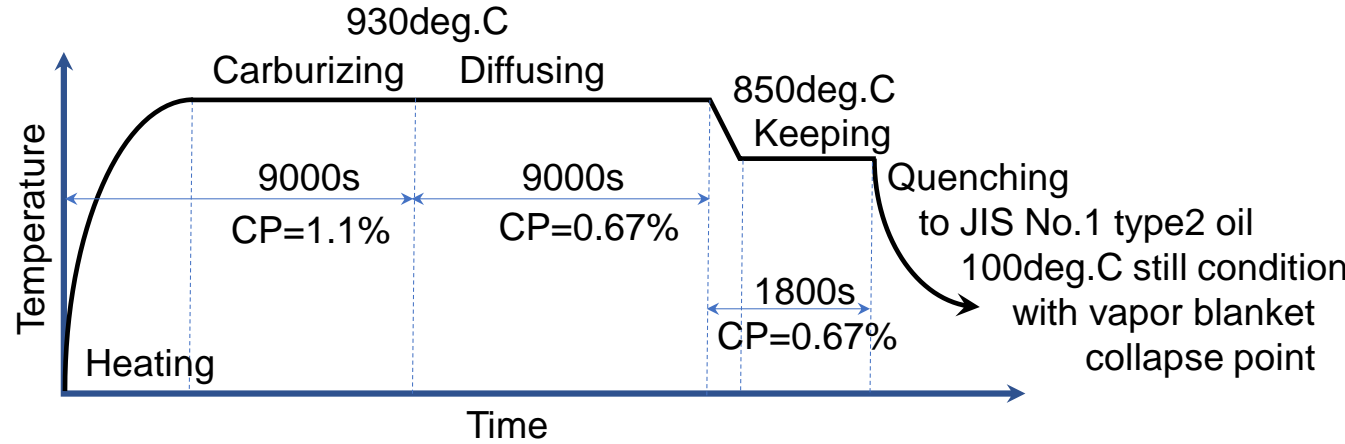 930deg.C
Carburizing
Diffusing
850deg.C
Keeping
9000s
CP=1.1%
9000s
CP=0.67%
1800s
CP=0.67%
Quenching
to JIS No.1 type2 oil
100deg.C still condition
with vapor blanket
collapse point
Heating
Temperature
Time